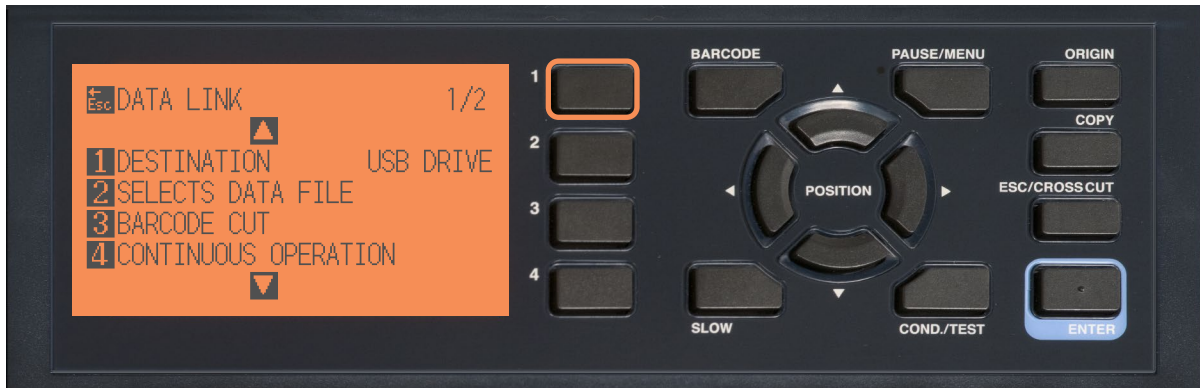 Esc DATA LINK 1/2
1 DESTINATION USB DRIVE
2 SELECTS DATA FILE
3 BARCODE CUT
4 CONTINUOUS OPERATION
1
2
3
4
BARCODE
PAUSE/MENU
ORIGIN
COPY
ESC/CROSS CUT
POSITION
SLOW
COND./TEST
ENTER